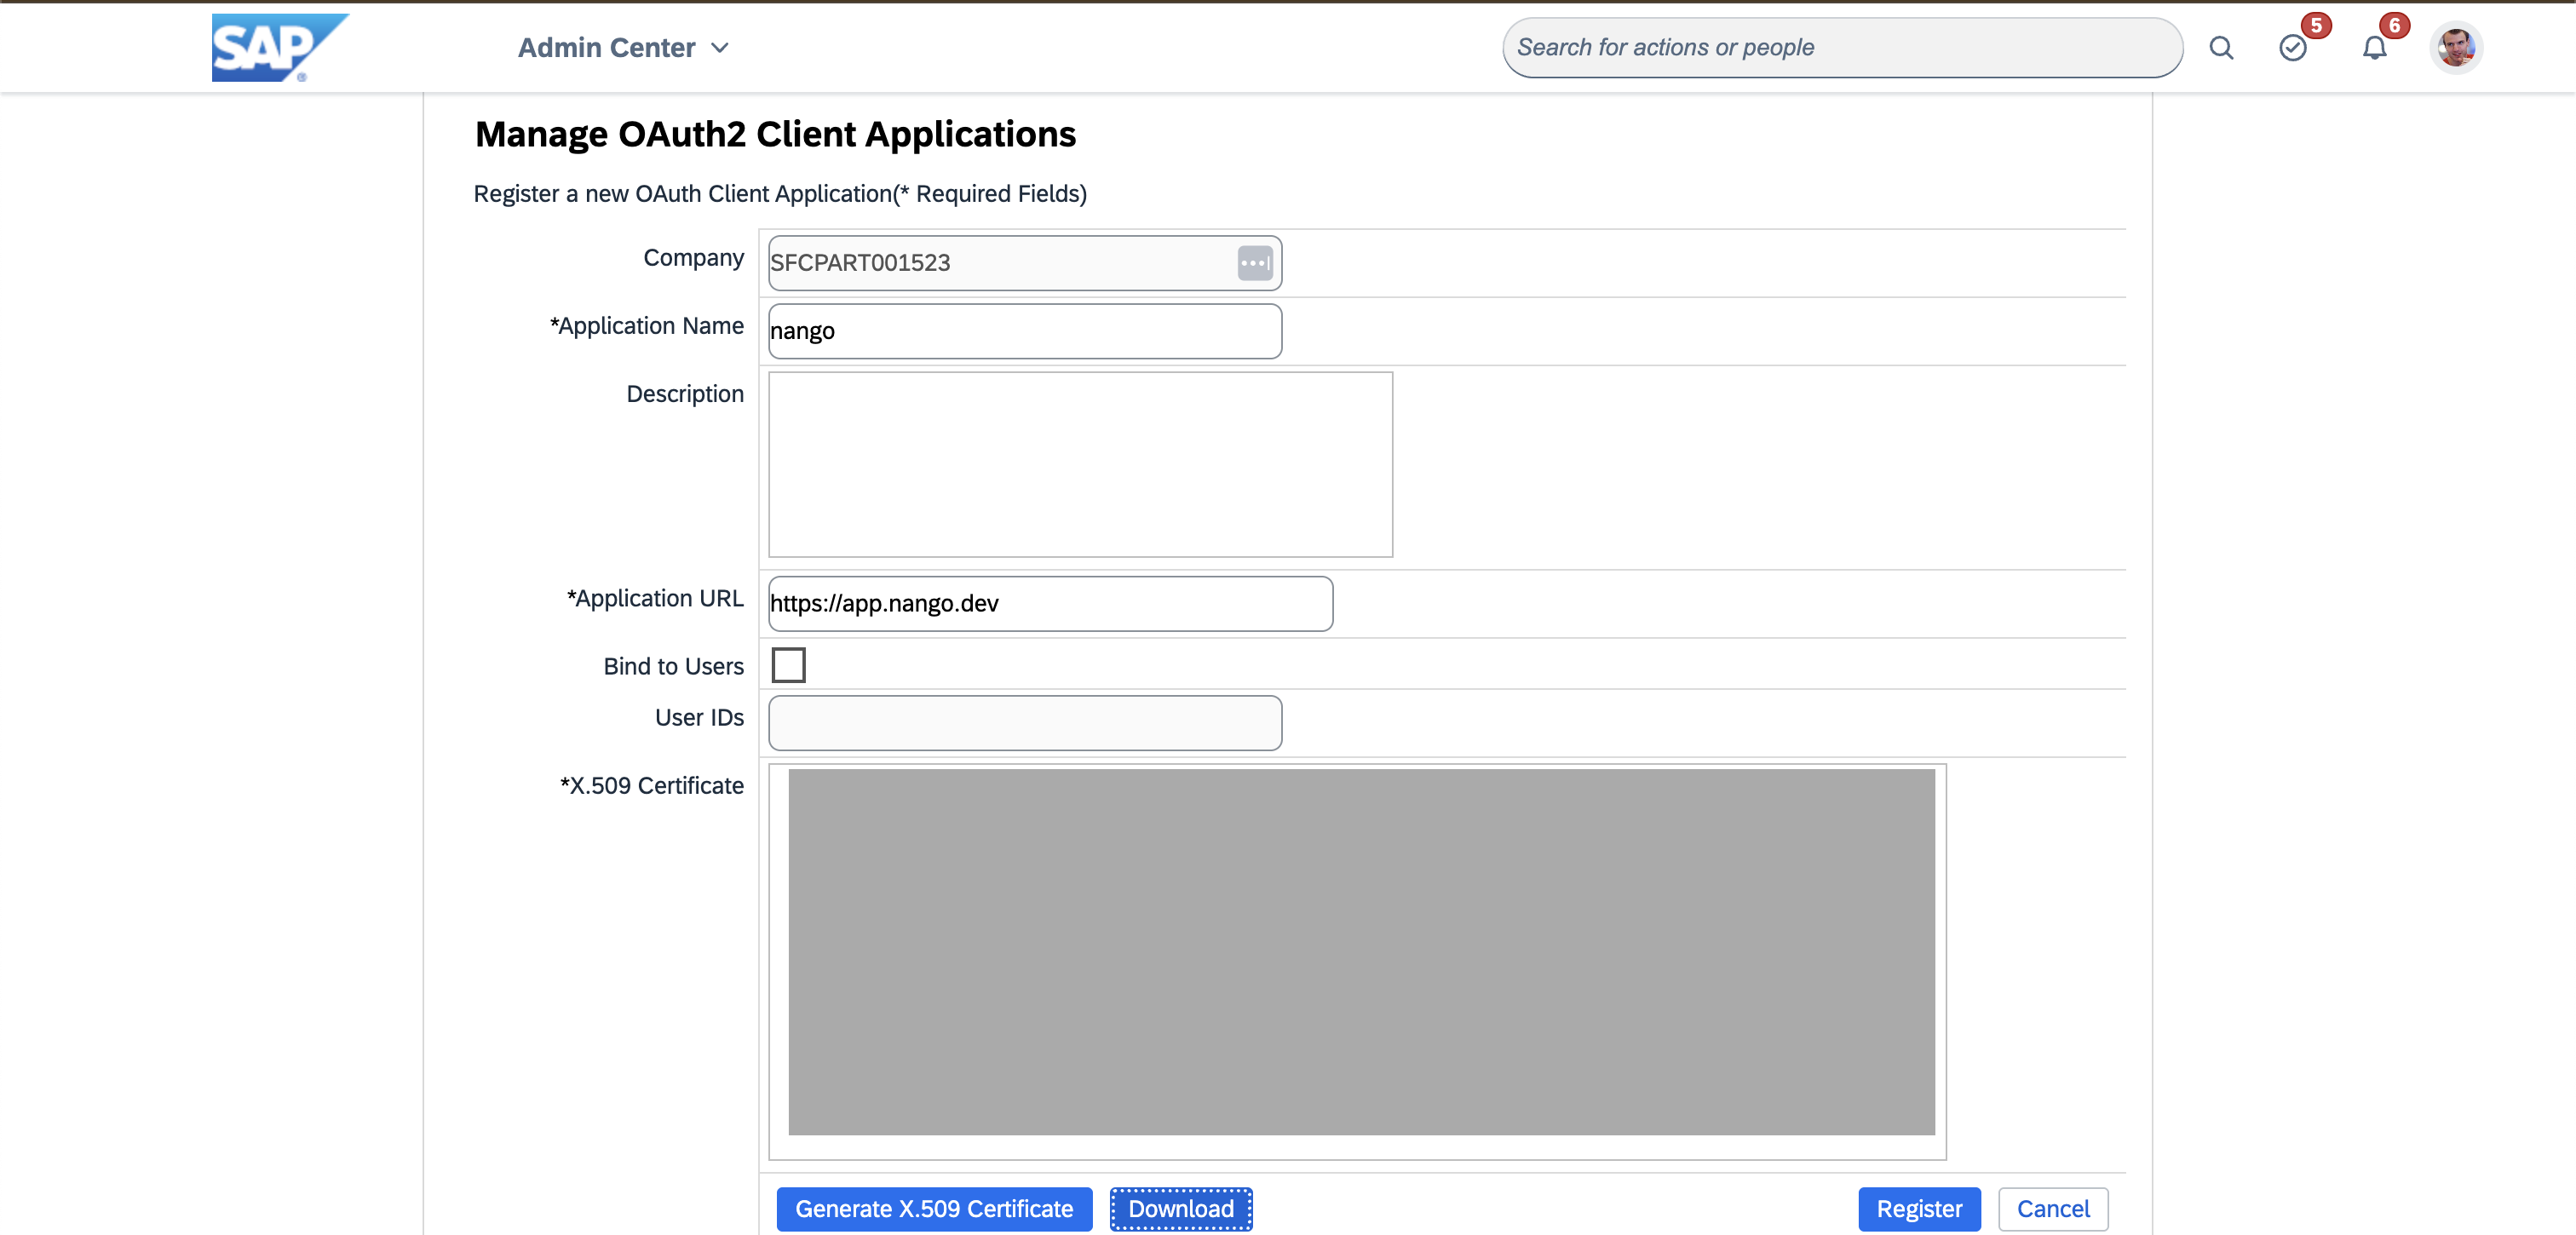 SAP
Admin Center
Search for actions or people
5
6
Manage OAuth2 Client Applications
Register a new OAuth Client Application(* Required Fields)
Company
SFCPART001523
*Application Name
nango
Description
*Application URL
https://app.nango.dev
Bind to Users
User IDs
*X.509 Certificate
Generate X.509 Certificate
Download
Register
Cancel